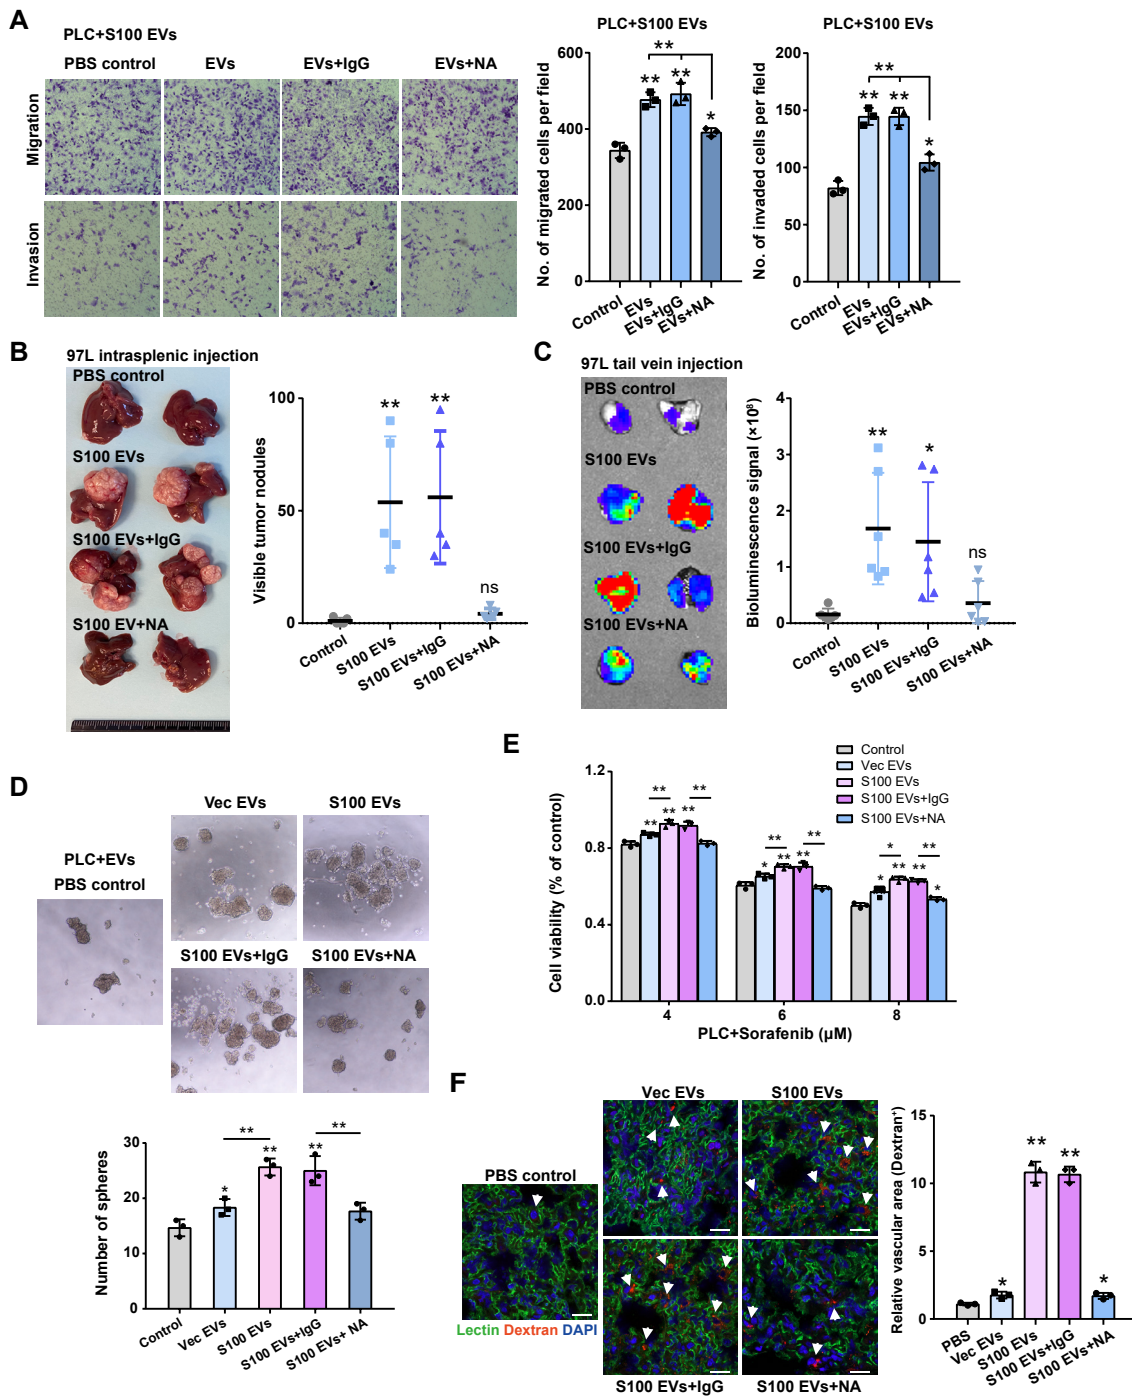 A
PLC+S100 EVs
PBS control
EVs
EVs+IgG
EVs+NA
Migration
Invasion
PLC+S100 EVs
No. of migrated cells per field
600
400
200
0
**
**
**
*
Control
EVs
EVs+IgG
EVs+NA
PLC+S100 EVs
No. of invaded cells per field
200
150
100
50
0
**
**
**
*
Control
EVs
EVs+IgG
EVs+NA
B
97L intrasplenic injection
PBS control
S100 EVs
S100 EVs+IgG
S100 EV+NA
Visible tumor nodules
100
50
0
**
**
ns
Control
S100 EVs
S100 EVs+IgG
S100 EVs+NA
C
97L tail vein injection
PBS control
S100 EVs
S100 EVs+IgG
S100 EVs+NA
Bioluminescence signal (×10⁸)
4
3
2
1
0
**
*
ns
Control
S100 EVs
S100 EVs+IgG
S100 EVs+NA
D
Vec EVs
S100 EVs
PLC+EVs
PBS control
S100 EVs+IgG
S100 EVs+NA
Number of spheres
30
20
10
0
**
**
*
**
**
Control
Vec EVs
S100 EVs
S100 EVs+IgG
S100 EVs+ NA
E
Control
Vec EVs
S100 EVs
S100 EVs+IgG
S100 EVs+NA
Cell viability (% of control)
1.2
0.8
0.4
0.0
** **
** ** **
** **
* ** **
* **
* ** ** *
4
6
8
PLC+Sorafenib (µM)
F
Vec EVs
S100 EVs
PBS control
Lectin Dextran DAPI
S100 EVs+IgG
S100 EVs+NA
Relative vascular area (Dextran⁺)
15
10
5
0
*
**
**
*
PBS
Vec EVs
S100 EVs
S100 EVs+IgG
S100 EVs+NA